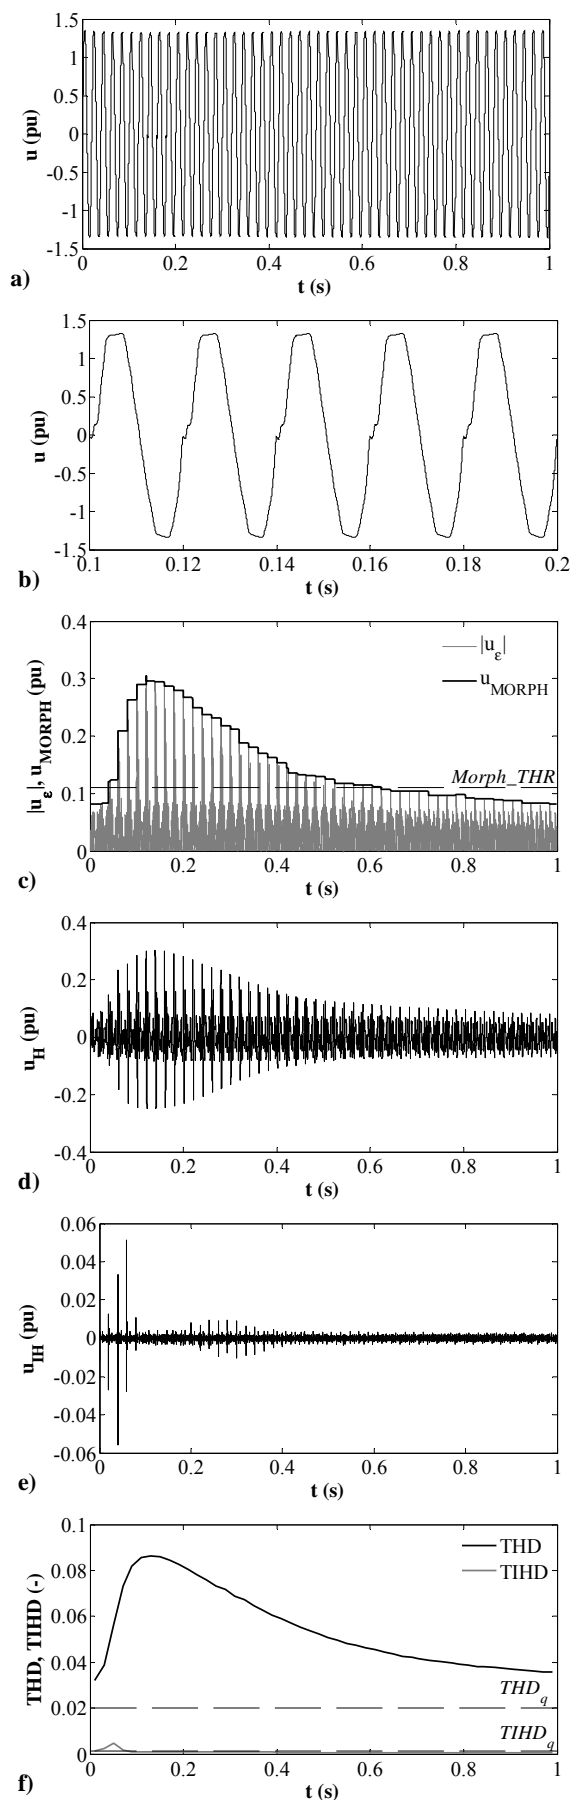 1.5
1
0.5
0
-0.5
-1
-1.5
u (pu)
0 0.2 0.4 0.6 0.8 1
t (s)
a)
1.5
1
0.5
0
-0.5
-1
-1.5
u (pu)
0.1 0.12 0.14 0.16 0.18 0.2
t (s)
b)
0.4
0.3
0.2
0.1
0
|uε|, uMORPH (pu)
|uε|
uMORPH
Morph_THR
0 0.2 0.4 0.6 0.8 1
t (s)
c)
0.4
0.2
0
-0.2
-0.4
uH (pu)
0 0.2 0.4 0.6 0.8 1
t (s)
d)
0.06
0.04
0.02
0
-0.02
-0.04
-0.06
uIH (pu)
0 0.2 0.4 0.6 0.8 1
t (s)
e)
0.1
0.08
0.06
0.04
0.02
0
THD, TIHD (-)
THD
TIHD
THDq
TIHDq
0 0.2 0.4 0.6 0.8 1
t (s)
f)